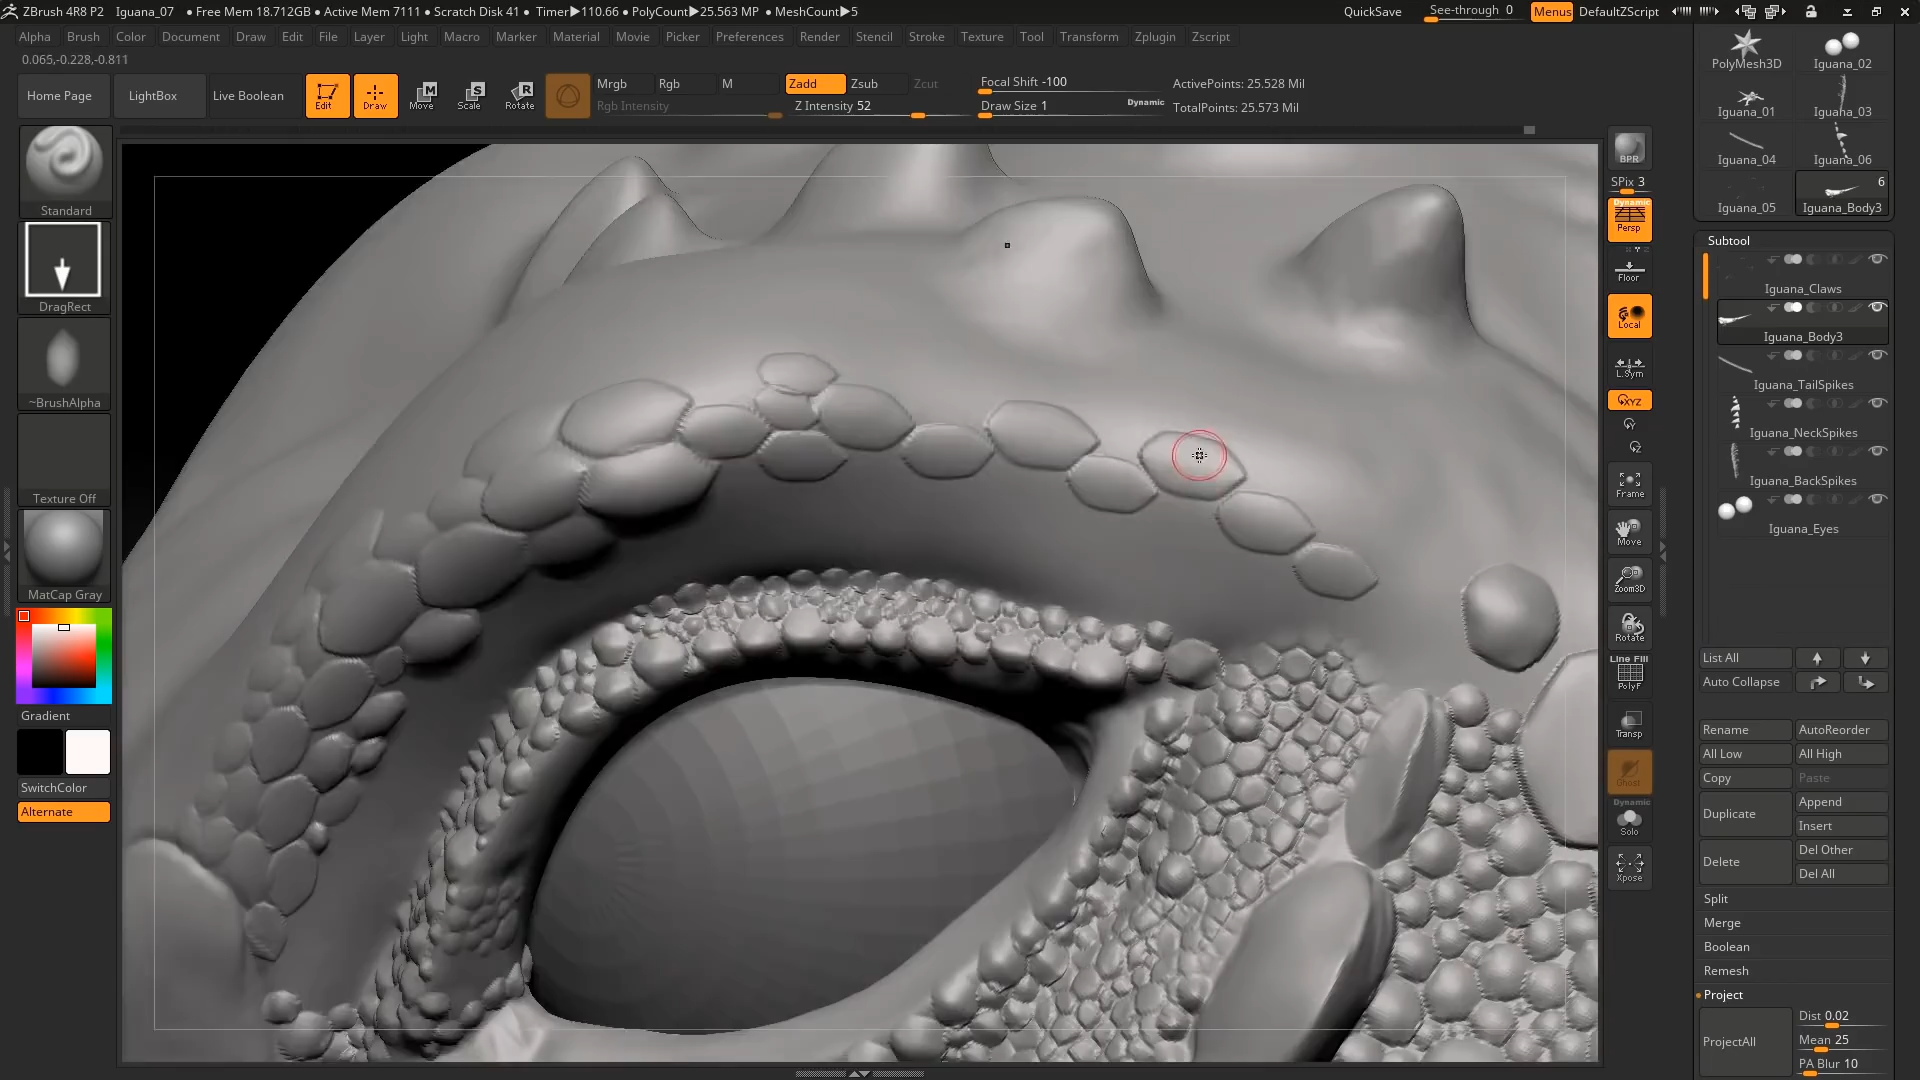 ZBrush 4R8 P2 Iguana_07 • Free Mem 18.712GB • Active Mem 7111 • Scratch Disk 41 • Timer▶110.66 • PolyCount▶25.563 MP • MeshCount▶5
QuickSave See-through 0 Menus DefaultZScript
Alpha Brush Color Document Draw Edit File Layer Light Macro Marker Material Movie Picker Preferences Render Stencil Stroke Texture Tool Transform Zplugin Zscript
0.065,-0.228,-0.811
Home Page LightBox Live Boolean Edit Draw Move Scale Rotate
Mrgb Rgb M Zadd Zsub Zcut
Rgb Intensity Z Intensity 52
Focal Shift -100
Draw Size 1 Dynamic
ActivePoints: 25.528 Mil
TotalPoints: 25.573 Mil
Standard
DragRect
~BrushAlpha
Texture Off
MatCap Gray
Gradient
SwitchColor
Alternate
BPR
SPix 3
Dynamic
Persp
Floor
Local
L.Sym
XYZ
Y
Z
Frame
Move
Zoom3D
Rotate
Line Fill
PolyF
Transp
Ghost
Dynamic
Solo
Xpose
PolyMesh3D Iguana_02
Iguana_01 Iguana_03
Iguana_04 Iguana_06
6
Iguana_05 Iguana_Body3
Subtool
Iguana_Claws
Iguana_Body3
Iguana_TailSpikes
Iguana_NeckSpikes
Iguana_BackSpikes
Iguana_Eyes
List All
Auto Collapse
Rename AutoReorder
All Low All High
Copy Paste
Duplicate Append
Insert
Delete Del Other
Del All
Split
Merge
Boolean
Remesh
Project
ProjectAll Dist 0.02
Mean 25
PA Blur 10